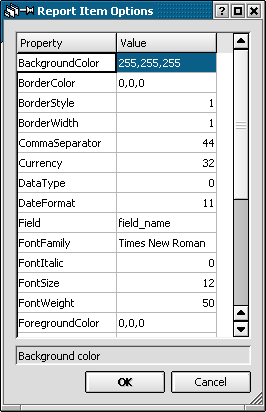 Report Item Options
Property Value
BackgroundColor 255,255,255
BorderColor 0,0,0
BorderStyle 1
BorderWidth 1
CommaSeparator 44
Currency 32
DataType 0
DateFormat 11
Field field_name
FontFamily Times New Roman
FontItalic 0
FontSize 12
FontWeight 50
ForegroundColor 0,0,0
Background color
OK Cancel